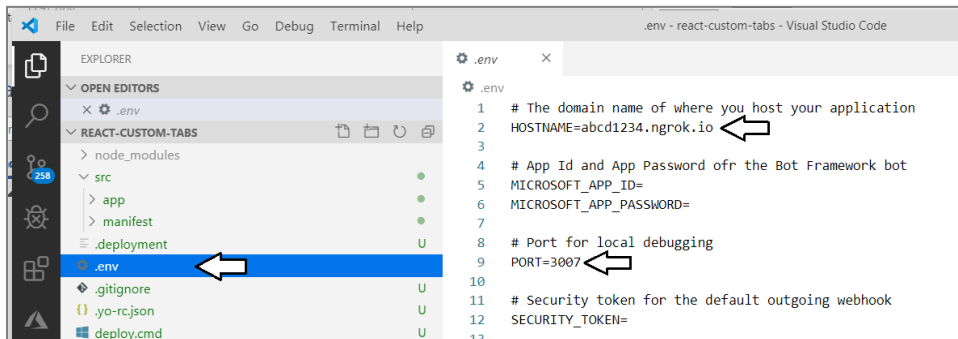 File Edit Selection View Go Debug Terminal Help
.env - react-custom-tabs - Visual Studio Code
EXPLORER
OPEN EDITORS
.env
REACT-CUSTOM-TABS
node_modules
src
app
manifest
.deployment U
.env
.gitignore U
.yo-rc.json U
deploy.cmd U
258
.env
.env
1 # The domain name of where you host your application
2 HOSTNAME=abcd1234.ngrok.io
3
4 # App Id and App Password ofr the Bot Framework bot
5 MICROSOFT_APP_ID=
6 MICROSOFT_APP_PASSWORD=
7
8 # Port for local debugging
9 PORT=3007
10
11 # Security token for the default outgoing webhook
12 SECURITY_TOKEN=
13